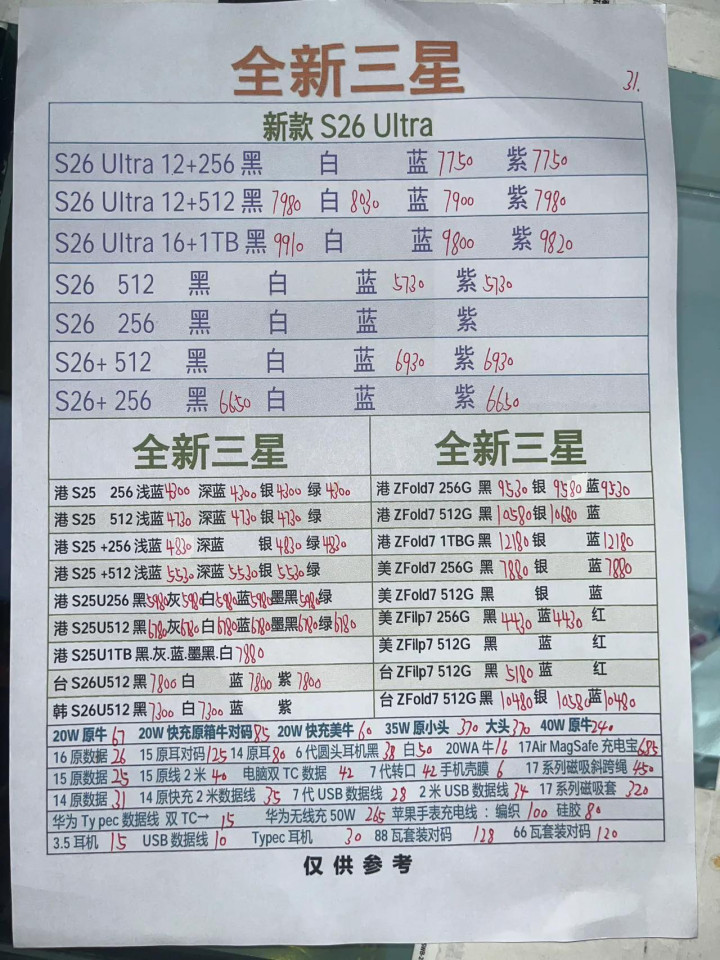 全新三星
31.
新款 S26 Ultra
S26 Ultra 12+256 黑 白 蓝 7750 紫 7750
S26 Ultra 12+512 黑 7980 白 8030 蓝 7900 紫 7980
S26 Ultra 16+1TB 黑 9910 白 蓝 9800 紫 9820
S26 512 黑 白 蓝 5730 紫 5730
S26 256 黑 白 蓝 紫
S26+ 512 黑 白 蓝 6930 紫 6930
S26+ 256 黑 6650 白 蓝 紫 6650
全新三星
港 S25 256 浅蓝 4300 深蓝 4300 银 4300 绿 4300
港 S25 512 浅蓝 4730 深蓝 4730 银 4730 绿
港 S25 +256 浅蓝 4830 深蓝 银 4830 绿 4830
港 S25 +512 浅蓝 5530 深蓝 5530 银 5530 绿
港 S25U256 黑 5980 灰 5980 白 5980 蓝 5980 墨黑 5980 绿
港 S25U512 黑 6780 灰 6780 白 6780 蓝 6780 墨黑 6780 绿 6780
港 S25U1TB 黑.灰.蓝.墨黑.白 7880
台 S26U512 黑 7800 白 蓝 7800 紫 7800
韩 S26U512 黑 7300 白 7300 蓝 紫
全新三星
港 ZFold7 256G 黑 9530 银 9580 蓝 9530
港 ZFold7 512G 黑 10580 银 10680 蓝
港 ZFold7 1TBG 黑 12180 银 蓝 12180
美 ZFold7 256G 黑 7880 银 蓝 7880
美 ZFold7 512G 黑 银 蓝
美 ZFilp7 256G 黑 4430 蓝 4430 红
美 ZFilp7 512G 黑 蓝 红
台 ZFilp7 512G 黑 5180 蓝 红
台 ZFold7 512G 黑 10480 银 10580 蓝 10480
20W 原牛 67 20W 快充原箱牛对码 85 20W 快充美牛 60 35W 原小头 370 大头 370 40W 原牛 240
16 原数据 26 15 原耳对码 125 14 原耳 80 6 代圆头耳机黑 38 白 50 20WA 牛 16 17Air MagSafe 充电宝 685
15 原数据 25 15 原线 2 米 40 电脑双 TC 数据 42 7 代转口 42 手机壳膜 6 17 系列磁吸斜跨绳 450
14 原数据 31 14 原快充 2 米数据线 35 7 代 USB 数据线 28 2 米 USB 数据线 34 17 系列磁吸套 320
华为 Ty pec 数据线 双 TC→ 15 华为无线充 50W 265 苹果手表充电线：编织 100 硅胶 80
3.5 耳机 15 USB 数据线 10 Typec 耳机 30 88 瓦套装对码 128 66 瓦套装对码 120
仅供参考